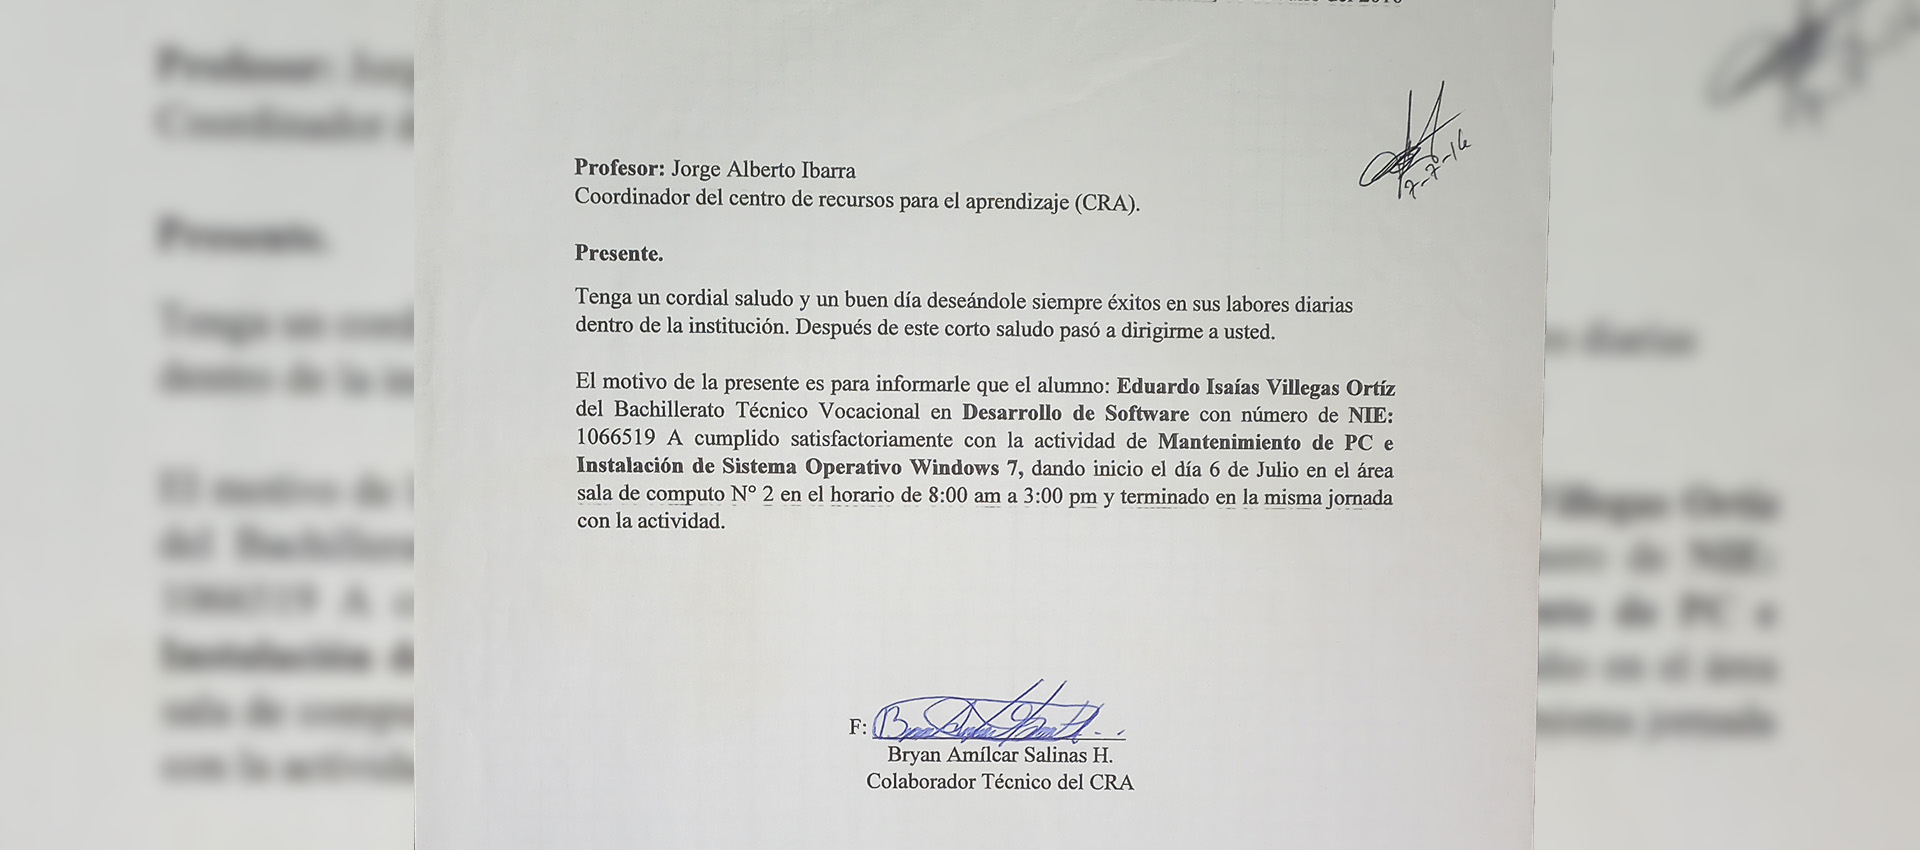 del 2016
Profesor: Jorge Alberto Ibarra
Coordinador del centro de recursos para el aprendizaje (CRA).
7-7-16
Presente.
Tenga un cordial saludo y un buen día deseándole siempre éxitos en sus labores diarias
dentro de la institución. Después de este corto saludo pasó a dirigirme a usted.
El motivo de la presente es para informarle que el alumno: Eduardo Isaías Villegas Ortíz
del Bachillerato Técnico Vocacional en Desarrollo de Software con número de NIE:
1066519 A cumplido satisfactoriamente con la actividad de Mantenimiento de PC e
Instalación de Sistema Operativo Windows 7, dando inicio el día 6 de Julio en el área
sala de computo N° 2 en el horario de 8:00 am a 3:00 pm y terminado en la misma jornada
con la actividad.
F:
Bryan Amílcar Salinas H.
Colaborador Técnico del CRA